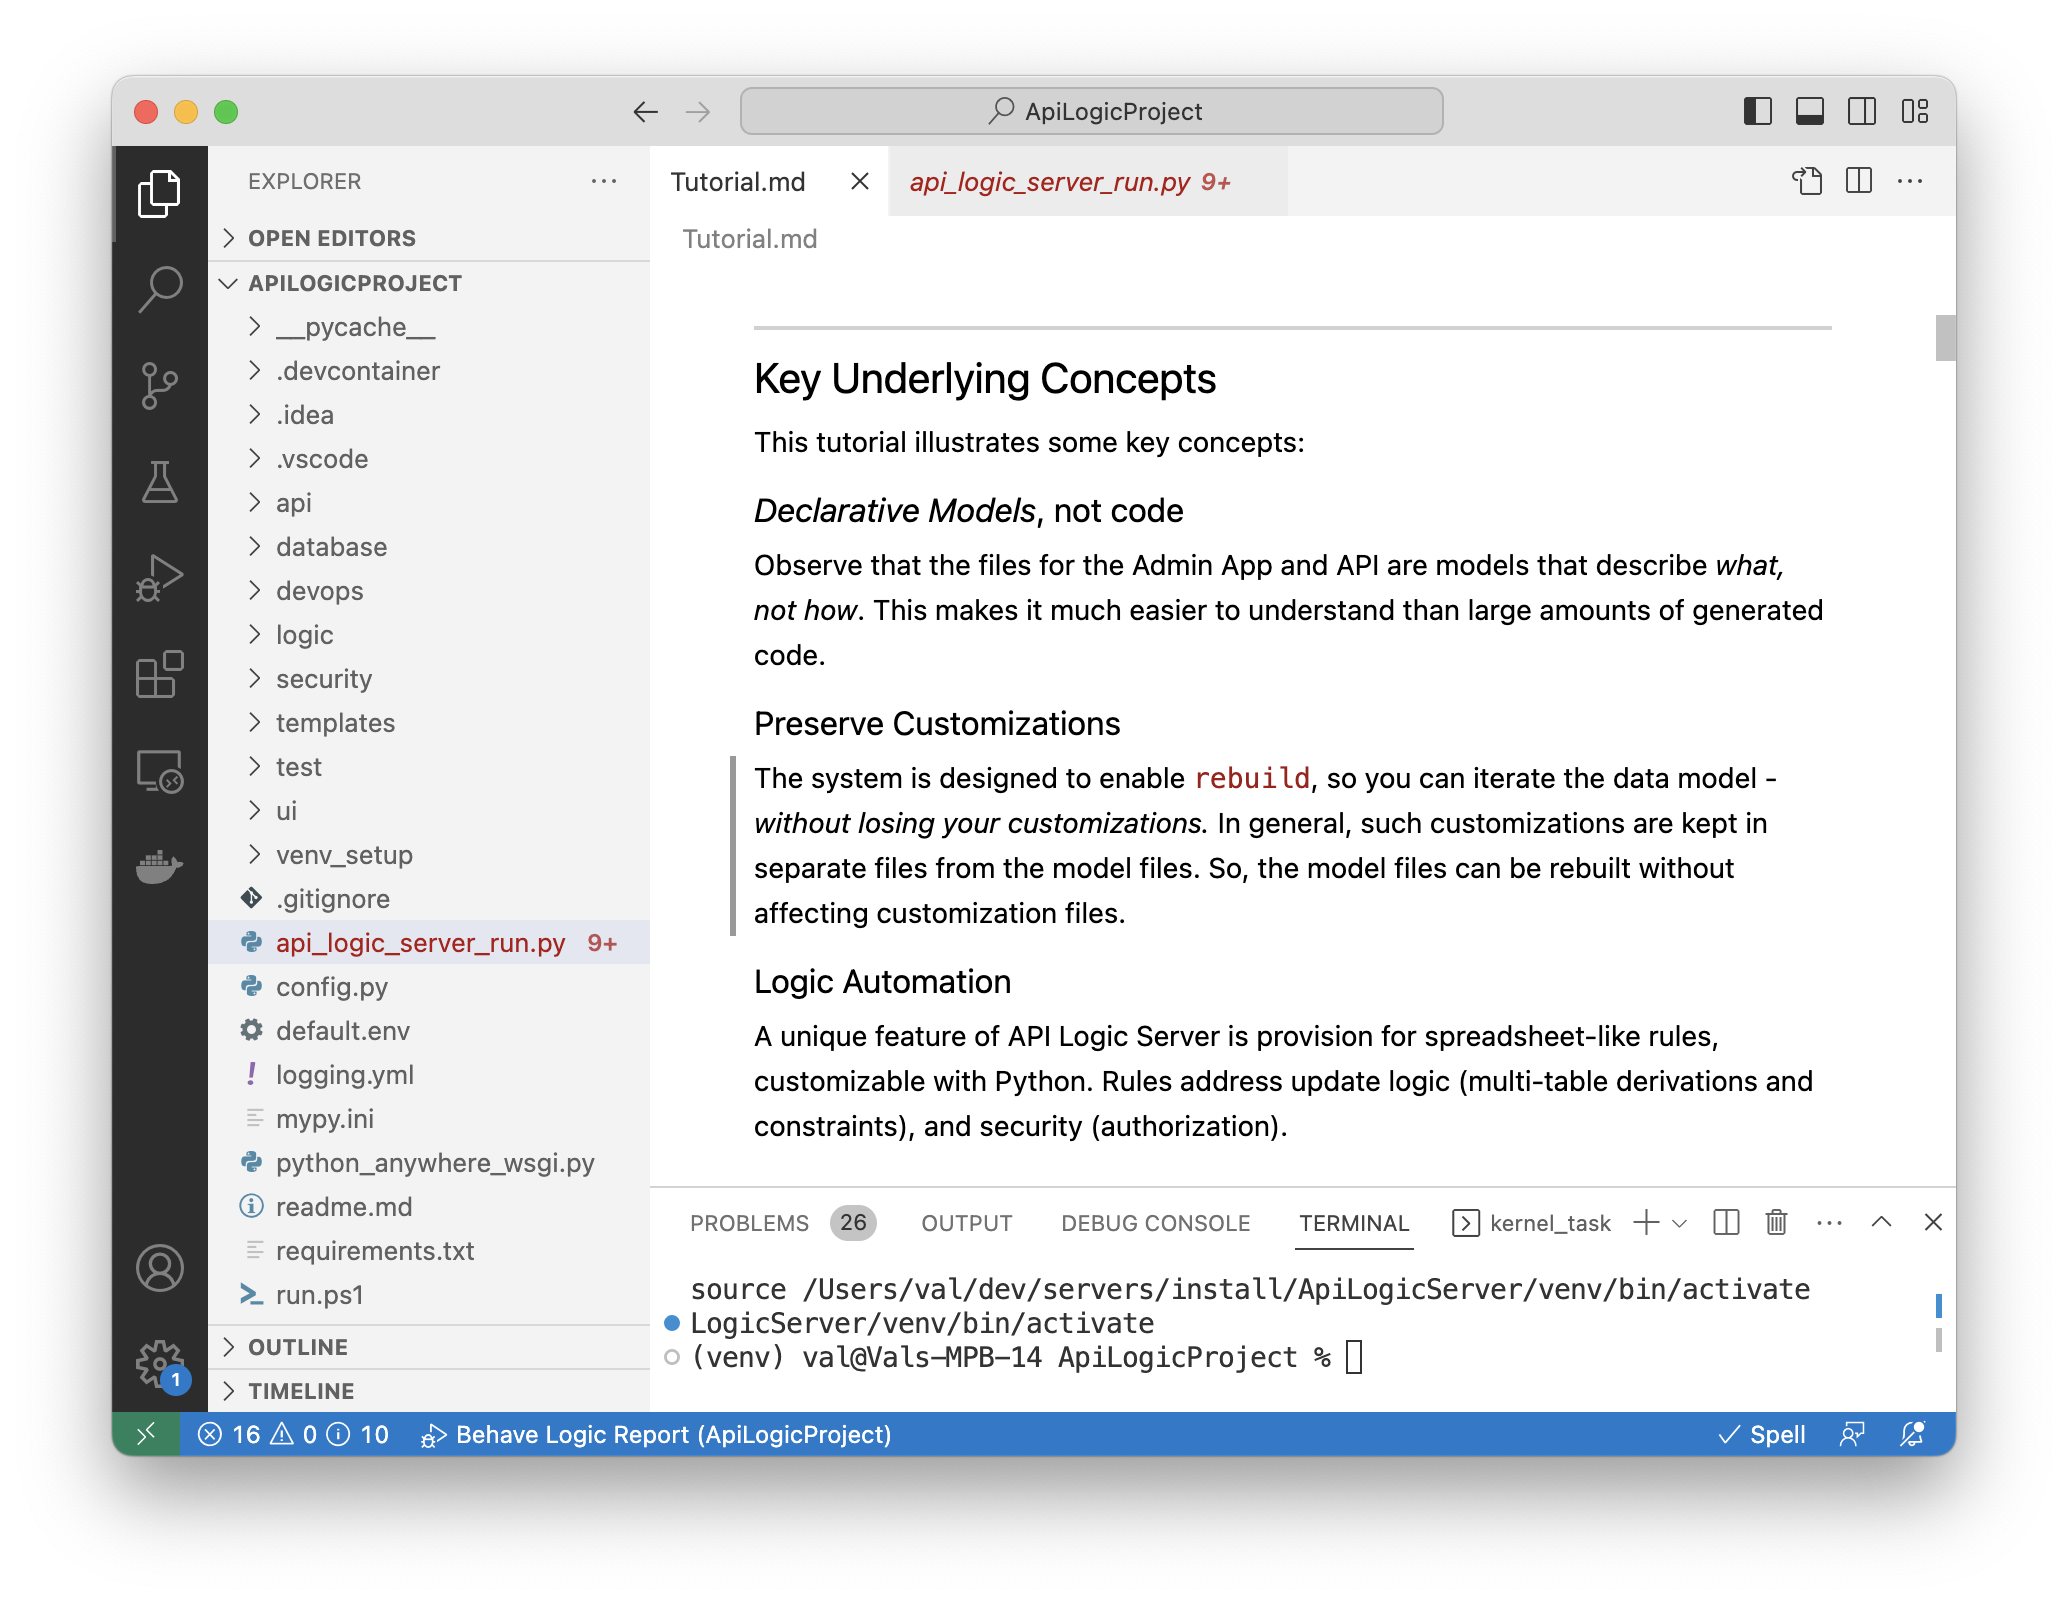 ApiLogicProject
EXPLORER
OPEN EDITORS
APILOGICPROJECT
__pycache__
.devcontainer
.idea
.vscode
api
database
devops
logic
security
templates
test
ui
venv_setup
.gitignore
api_logic_server_run.py 9+
config.py
default.env
! logging.yml
mypy.ini
python_anywhere_wsgi.py
readme.md
requirements.txt
run.ps1
OUTLINE
TIMELINE
1
Tutorial.md
api_logic_server_run.py 9+
Tutorial.md
Key Underlying Concepts
This tutorial illustrates some key concepts:
Declarative Models, not code
Observe that the files for the Admin App and API are models that describe what,
not how. This makes it much easier to understand than large amounts of generated
code.
Preserve Customizations
The system is designed to enable rebuild, so you can iterate the data model -
without losing your customizations. In general, such customizations are kept in
separate files from the model files. So, the model files can be rebuilt without
affecting customization files.
Logic Automation
A unique feature of API Logic Server is provision for spreadsheet-like rules,
customizable with Python. Rules address update logic (multi-table derivations and
constraints), and security (authorization).
PROBLEMS 26 OUTPUT DEBUG CONSOLE TERMINAL kernel_task
source /Users/val/dev/servers/install/ApiLogicServer/venv/bin/activate
LogicServer/venv/bin/activate
(venv) val@Vals-MPB-14 ApiLogicProject %
16 0 10 Behave Logic Report (ApiLogicProject) Spell